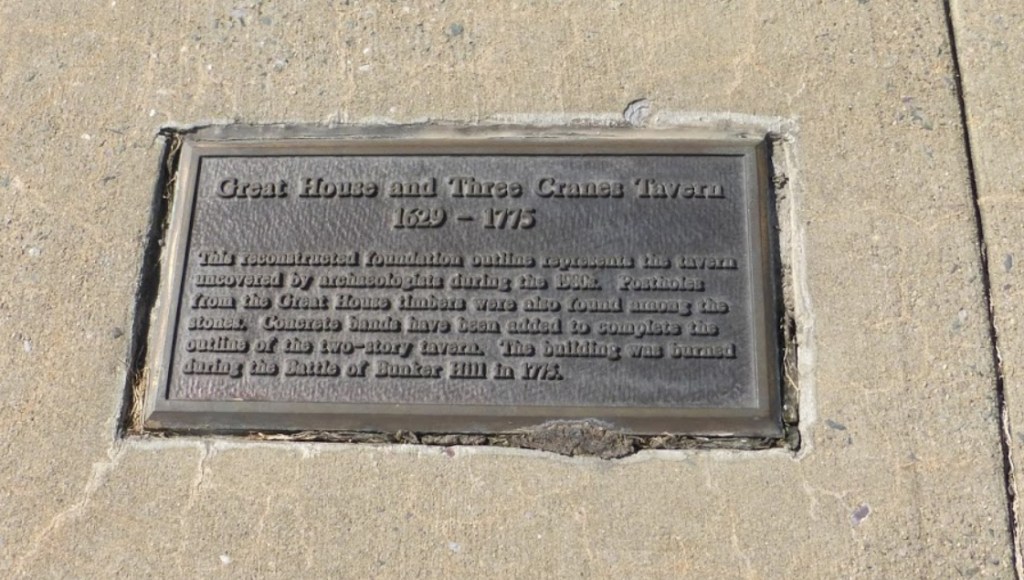 Great House and Three Cranes Tavern
1629 - 1775
This reconstructed foundation outline represents the tavern
uncovered by archaeologists during the 1980s. Postholes
from the Great House timbers were also found among the
stones. Concrete bands have been added to complete the
outline of the two-story tavern. The building was burned
during the Battle of Bunker Hill in 1775.